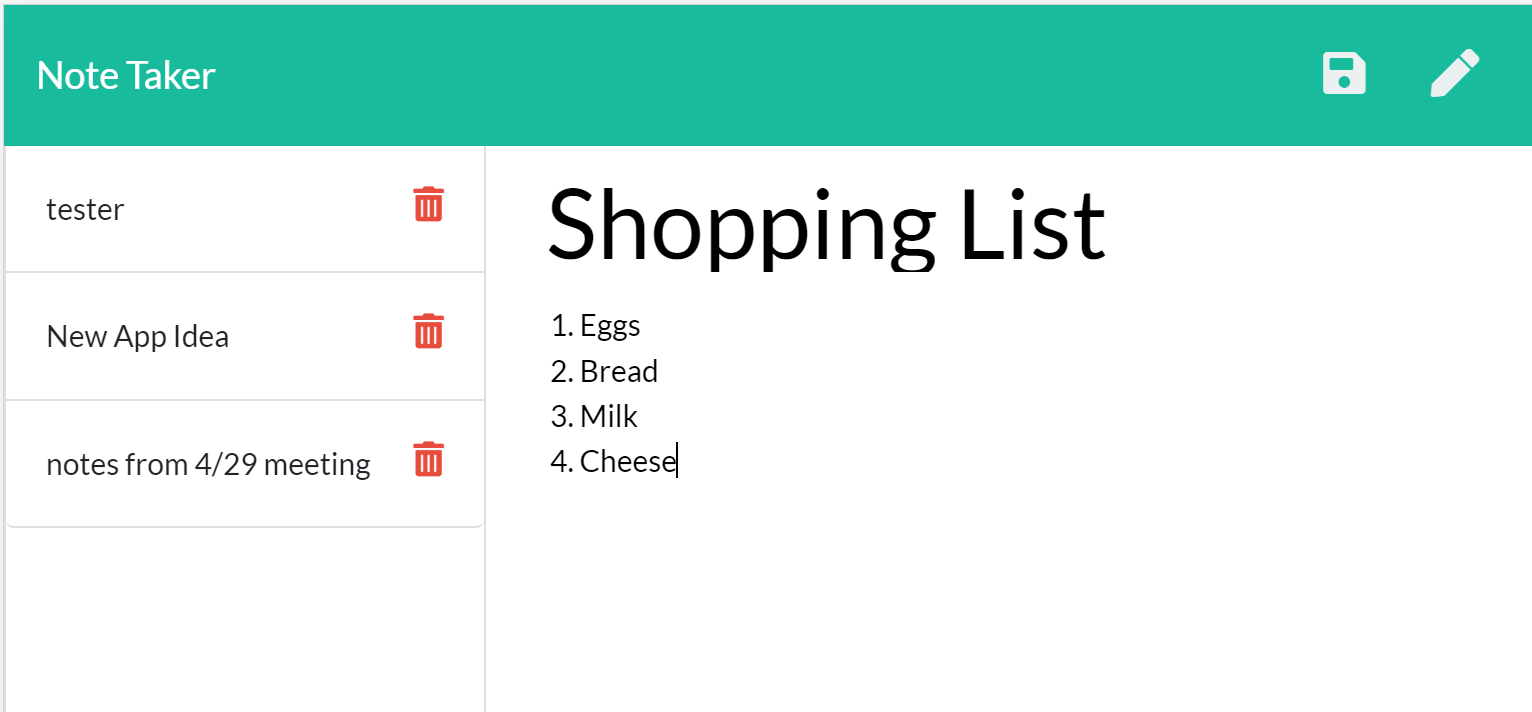 Note Taker
tester
New App Idea
notes from 4/29 meeting
Shopping List
1. Eggs
2. Bread
3. Milk
4. Cheese